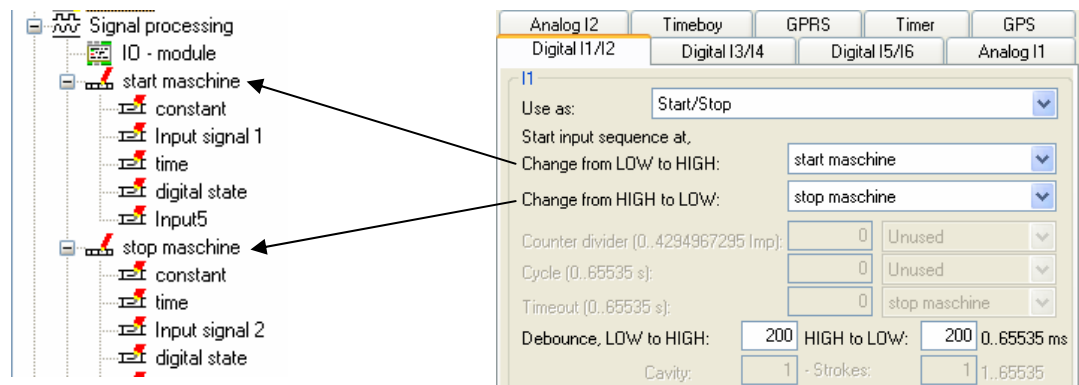 Signal processing
IO - module
start maschine
constant
Input signal 1
time
digital state
Input5
stop maschine
constant
time
Input signal 2
digital state
Analog I2 Timeboy GPRS Timer GPS
Digital I1/I2 Digital I3/I4 Digital I5/I6 Analog I1
I1
Use as: Start/Stop
Start input sequence at,
Change from LOW to HIGH: start maschine
Change from HIGH to LOW: stop maschine
Counter divider (0..4294967295 Imp): 0 Unused
Cycle (0..65535 s): 0 Unused
Timeout (0..65535 s): 0 stop maschine
Debounce, LOW to HIGH: 200 HIGH to LOW: 200 0..65535 ms
Cavity: 1 - Strokes: 1 1..65535